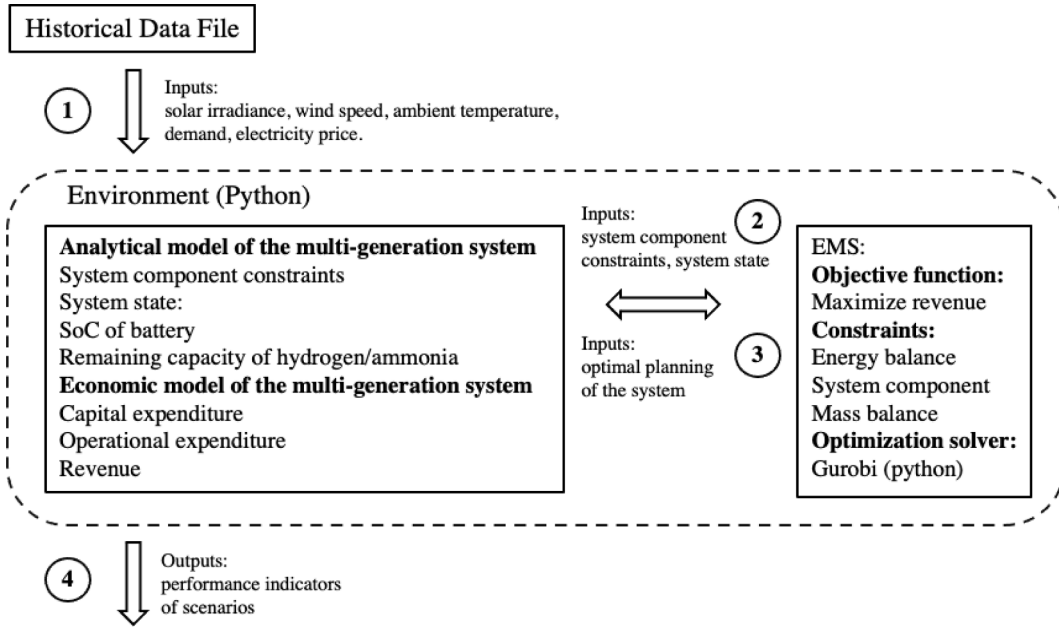 Historical Data File
1
Inputs:
solar irradiance, wind speed, ambient temperature,
demand, electricity price.
Environment (Python)
Analytical model of the multi-generation system
System component constraints
System state:
SoC of battery
Remaining capacity of hydrogen/ammonia
Economic model of the multi-generation system
Capital expenditure
Operational expenditure
Revenue
Inputs:
system component
constraints, system state
2
Inputs:
optimal planning
of the system
3
EMS:
Objective function:
Maximize revenue
Constraints:
Energy balance
System component
Mass balance
Optimization solver:
Gurobi (python)
4
Outputs:
performance indicators
of scenarios